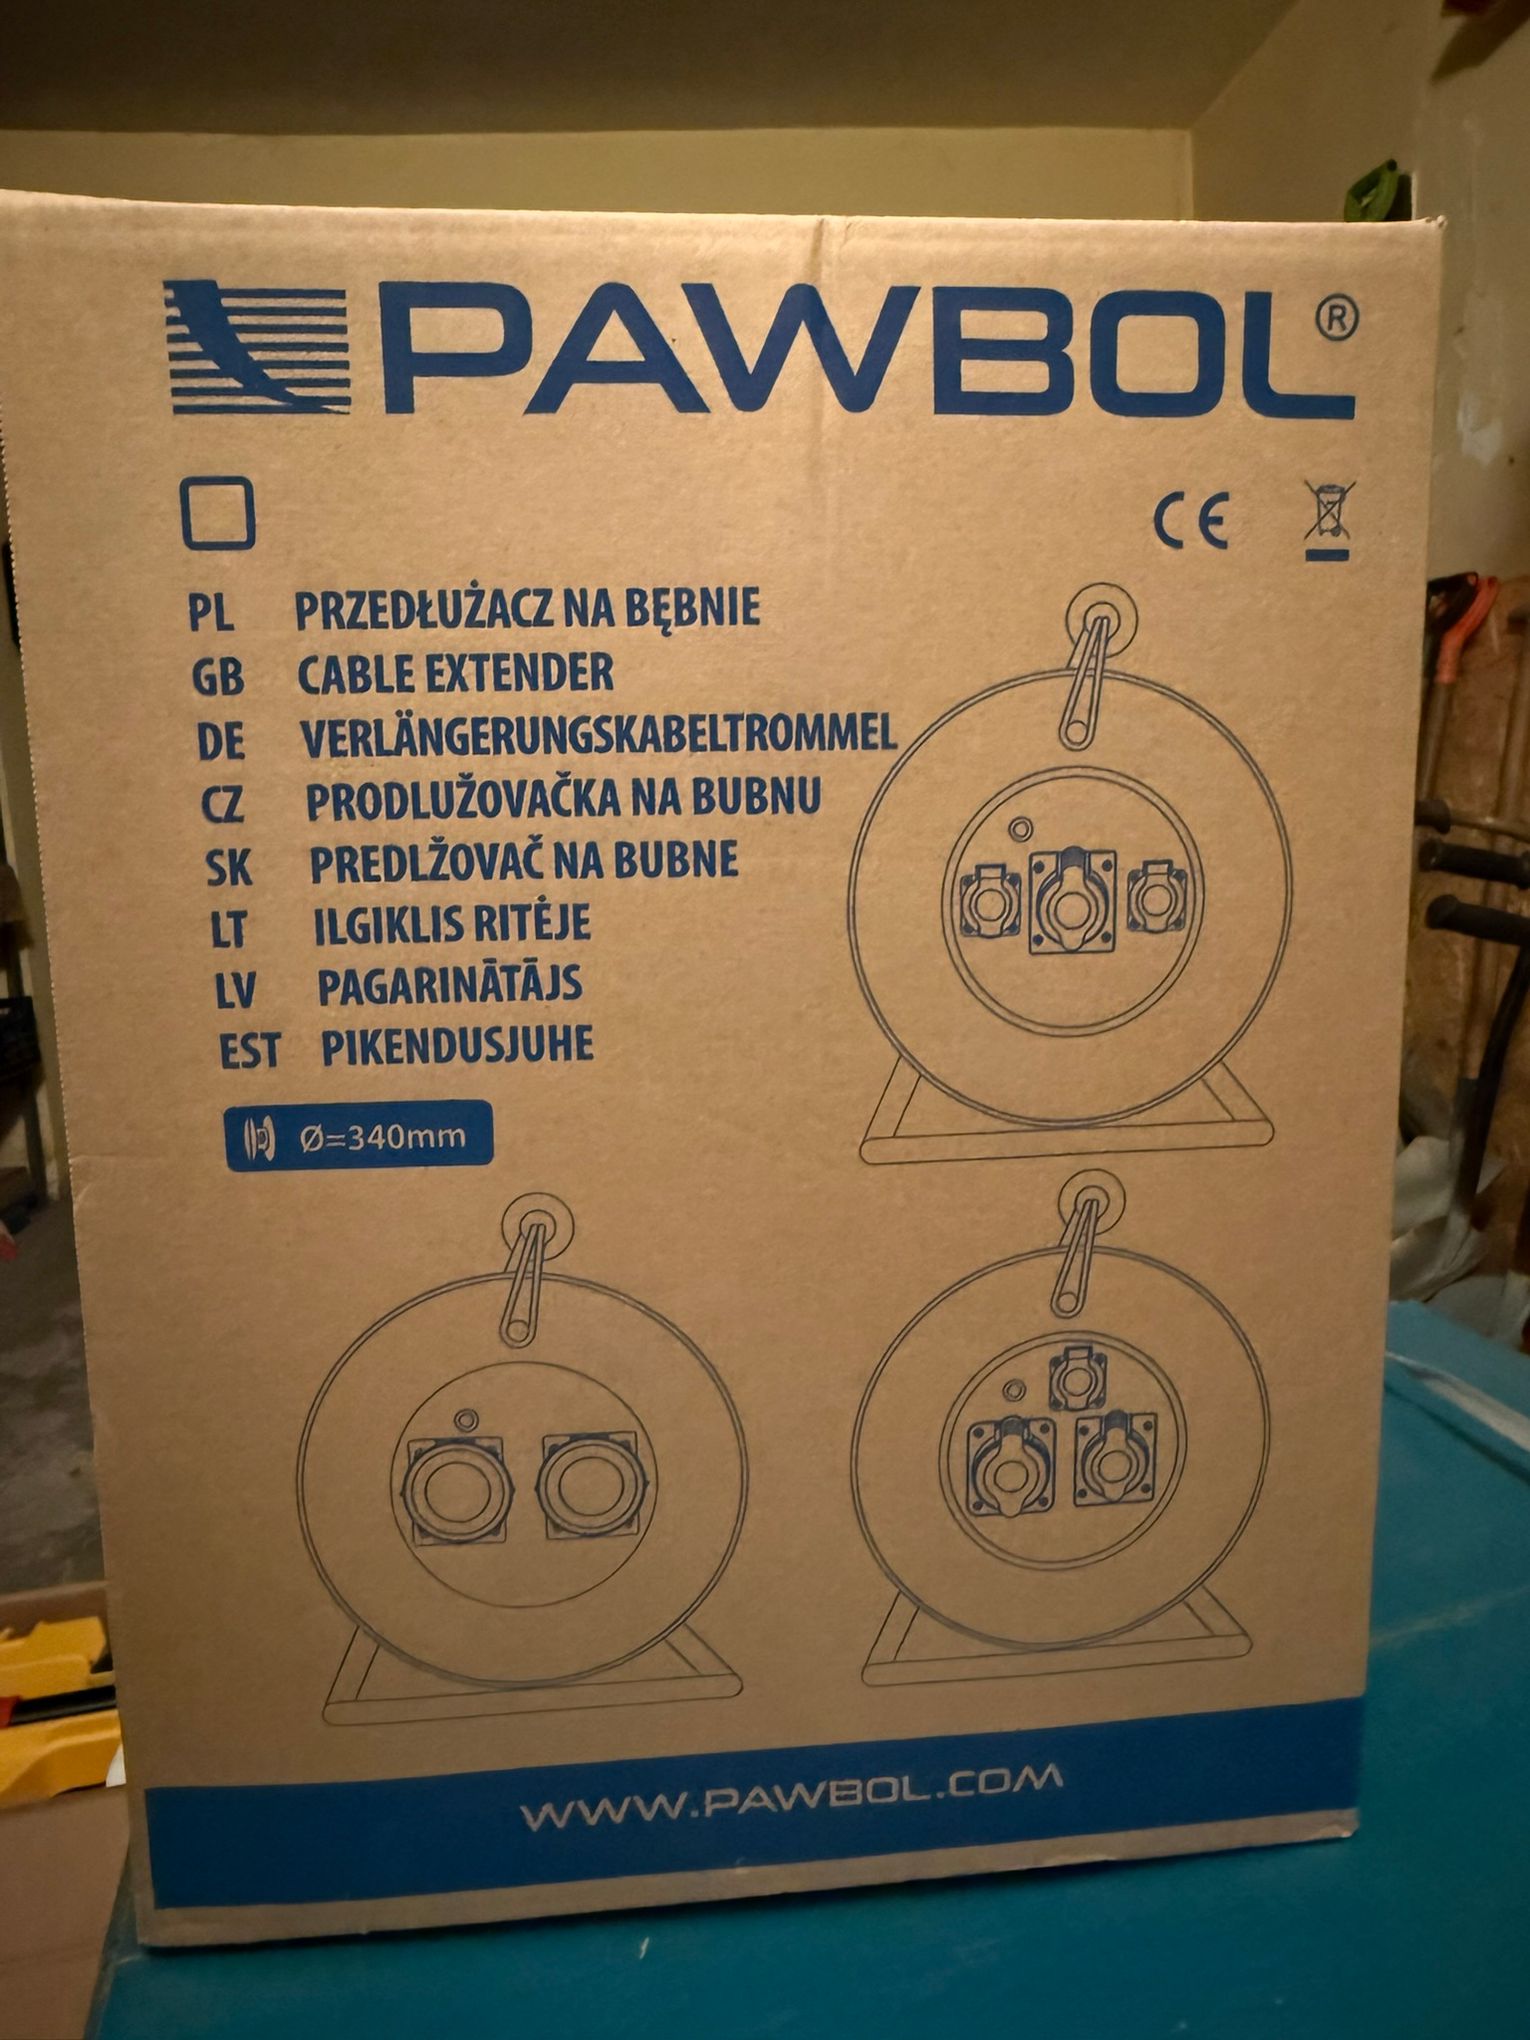 PAWBOL®
CE
PL PRZEDŁUŻACZ NA BĘBNIE
GB CABLE EXTENDER
DE VERLÄNGERUNGSKABELTROMMEL
CZ PRODLUŽOVAČKA NA BUBNU
SK PREDLŽOVAČ NA BUBNE
LT ILGIKLIS RITĖJE
LV PAGARINĀTĀJS
EST PIKENDUSJUHE
Ø=340mm
WWW.PAWBOL.COM